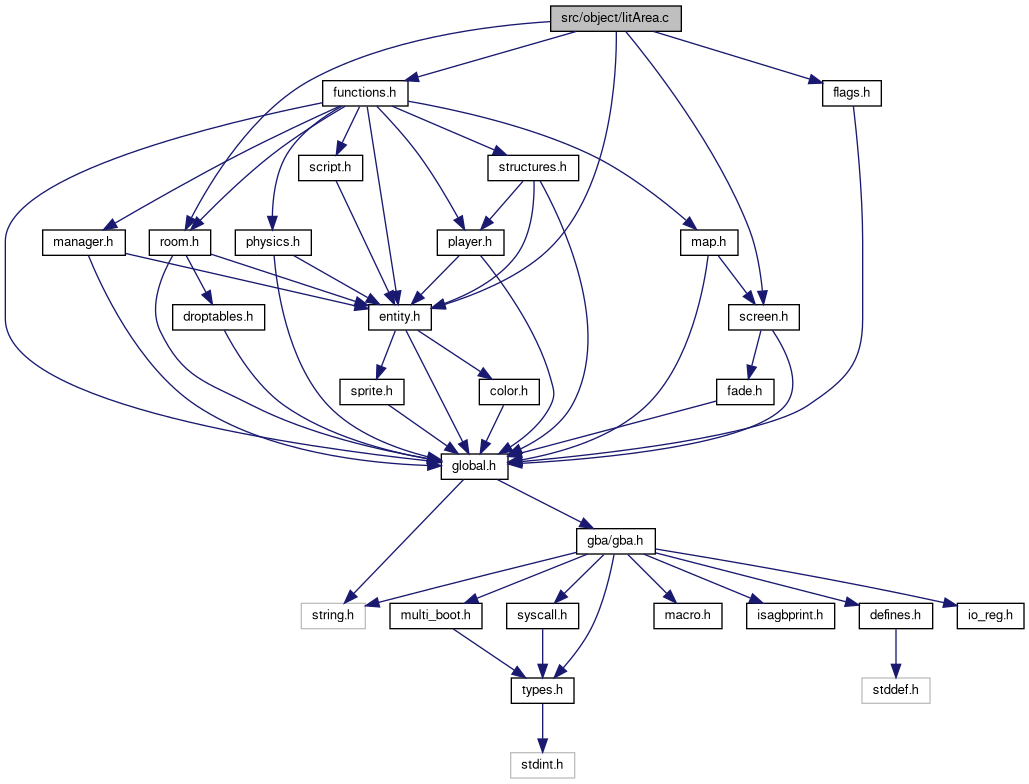 src/object/litArea.c
functions.h
flags.h
script.h
structures.h
manager.h
room.h
physics.h
player.h
map.h
droptables.h
entity.h
screen.h
sprite.h
color.h
fade.h
global.h
gba/gba.h
string.h
multi_boot.h
syscall.h
macro.h
isagbprint.h
defines.h
io_reg.h
types.h
stddef.h
stdint.h